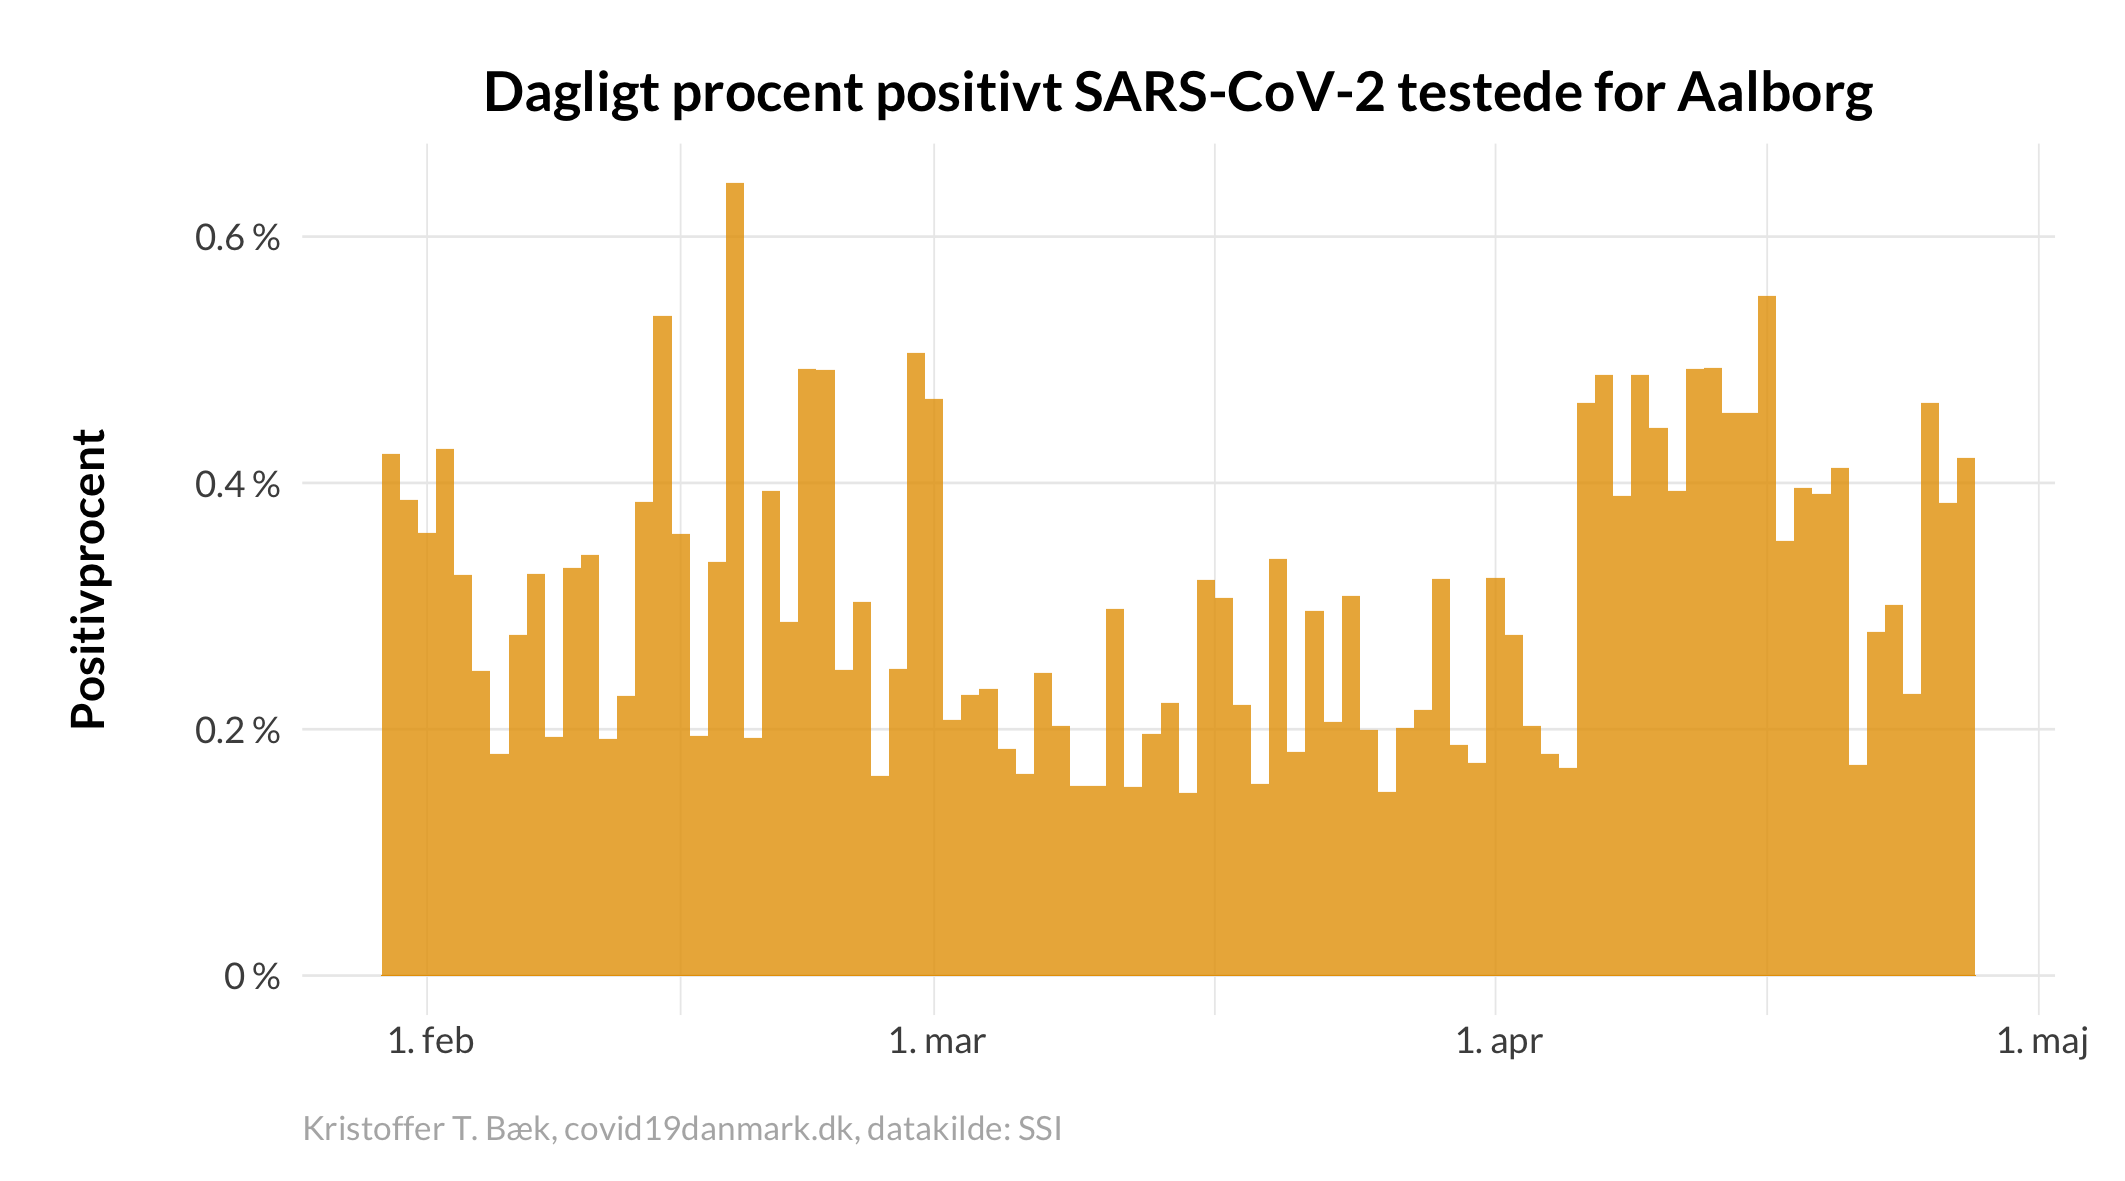 Dagligt procent positivt SARS-CoV-2 testede for Aalborg
Positivprocent
0.6 %
0.4 %
0.2 %
0 %
1. feb
1. mar
1. apr
1. maj
Kristoffer T. Bæk, covid19danmark.dk, datakilde: SSI